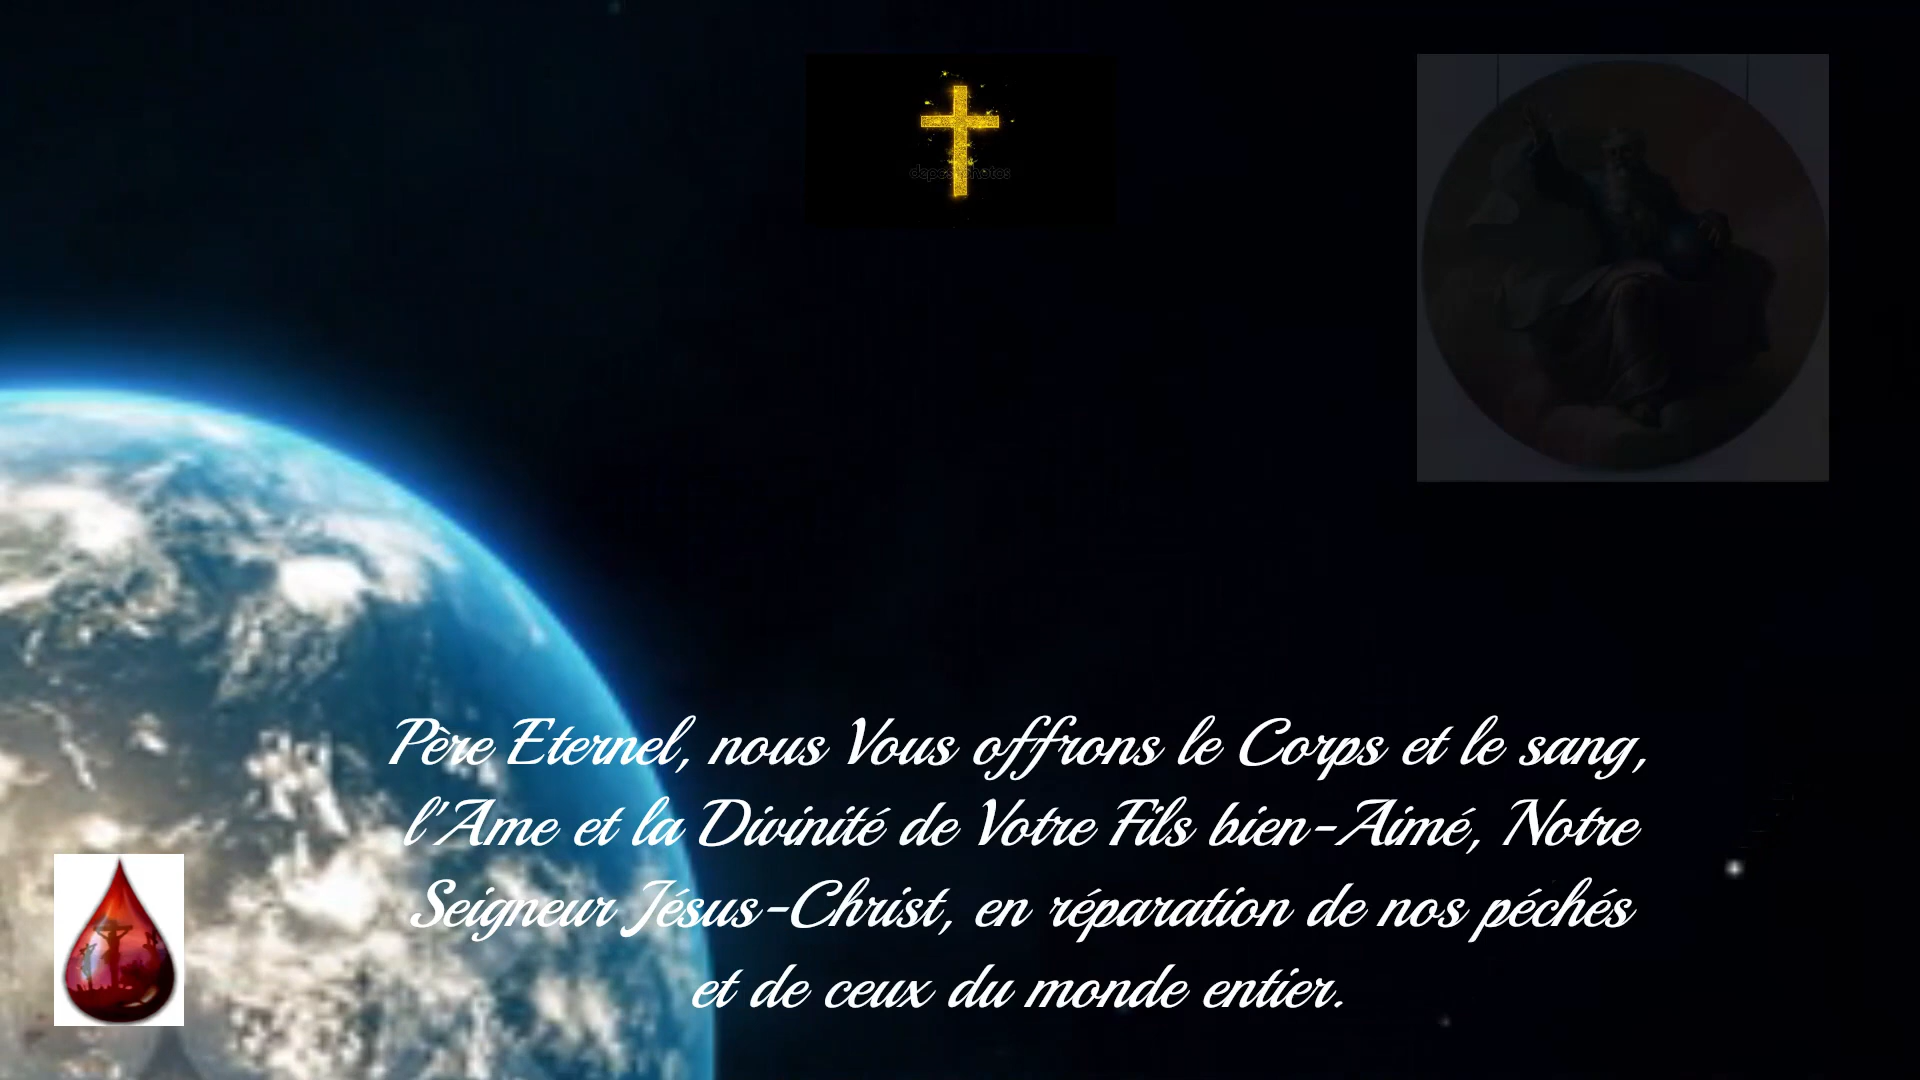 depositphotos
Père Eternel, nous Vous offrons le Corps et le sang,
l'Ame et la Divinité de Votre Fils bien-Aimé, Notre
Seigneur Jésus-Christ, en réparation de nos péchés
et de ceux du monde entier.